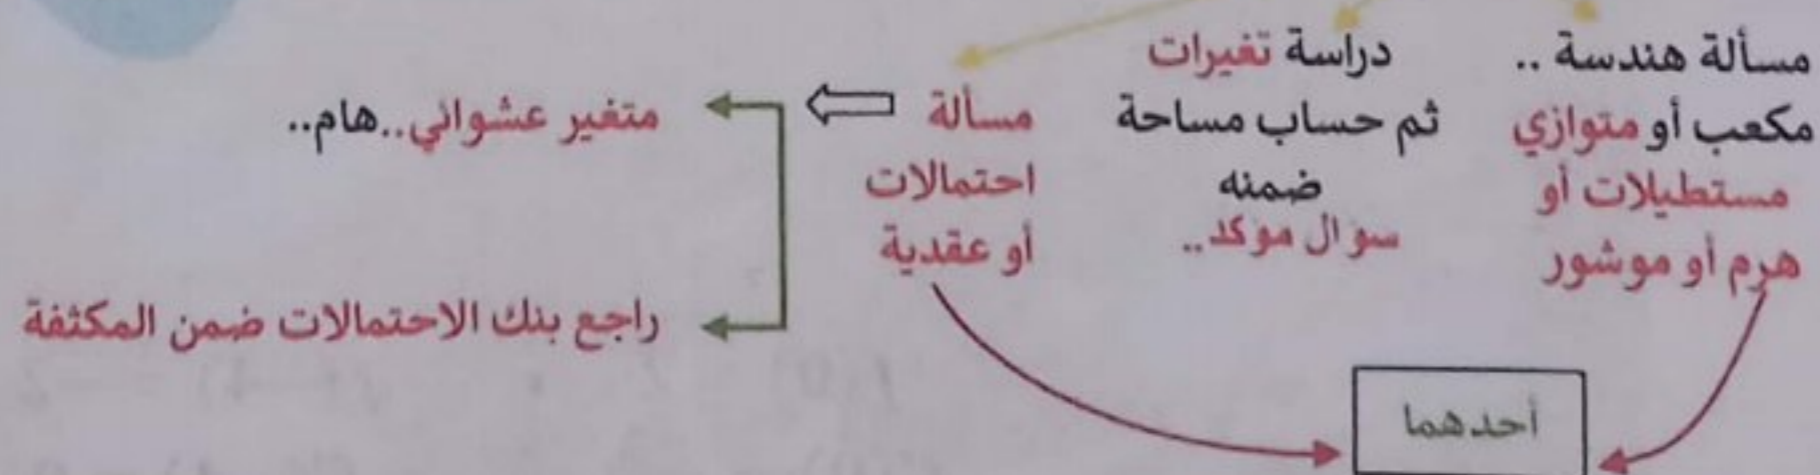 مسألة هندسة ..
مكعب أو متوازي
مستطيلات أو
هرم أو موشور
دراسة تغيرات
ثم حساب مساحة
ضمنه
سوال موكد..
مسألة
احتمالات
أو عقدية
متغير عشوائي..هام..
راجع بنك الاحتمالات ضمن المكثفة
أحدهما